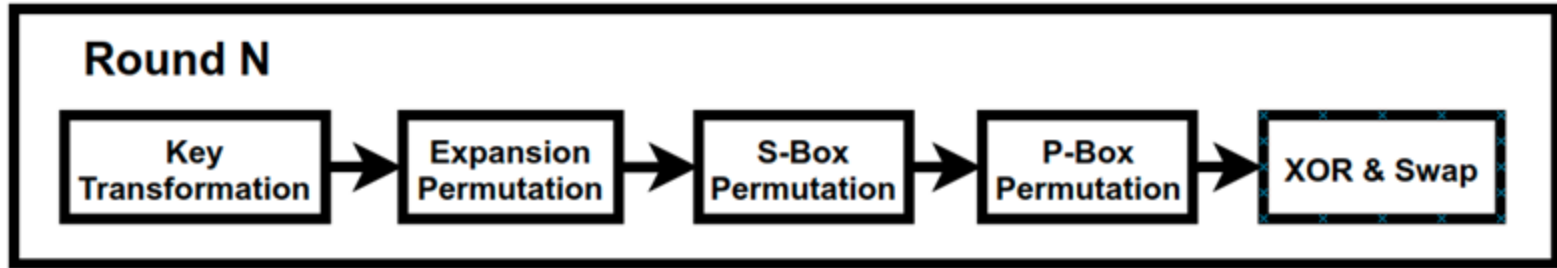 Round N
Key
Transformation
Expansion
Permutation
S-Box
Permutation
P-Box
Permutation
XOR & Swap